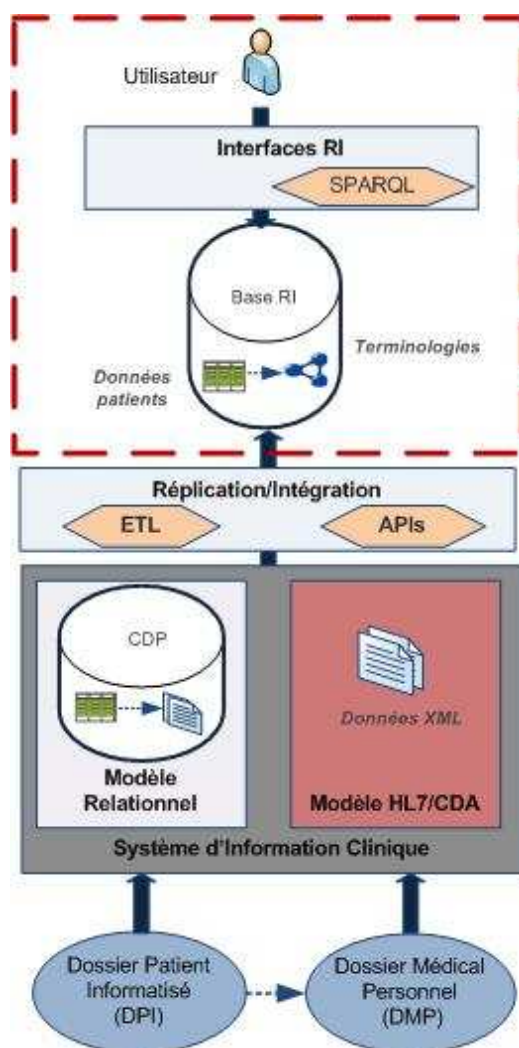 Utilisateur
Interfaces RI
SPARQL
Base RI
Terminologies
Données
patients
Réplication/Intégration
ETL
APIs
CDP
Données XML
Modèle
Relationnel
Modèle HL7/CDA
Système d'Information Clinique
Dossier Patient
Informatisé
(DPI)
Dossier Médical
Personnel
(DMP)